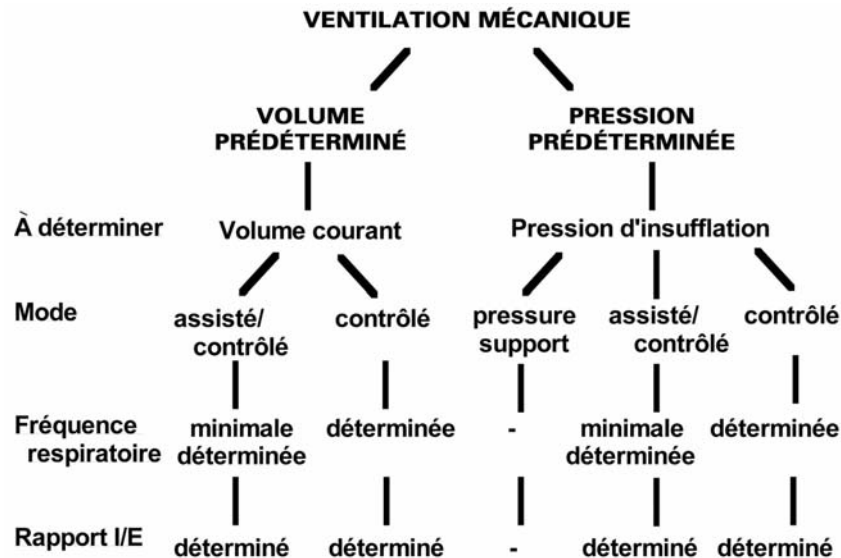 VENTILATION MÉCANIQUE
VOLUME PRÉDÉTERMINÉ
PRESSION PRÉDÉTERMINÉE
À déterminer
Volume courant
Pression d'insufflation
Mode
assisté/
contrôlé
contrôlé
pressure
support
assisté/
contrôlé
contrôlé
Fréquence
respiratoire
minimale
déterminée
déterminée
-
minimale
déterminée
déterminée
Rapport I/E
déterminé
déterminé
-
déterminé
déterminé